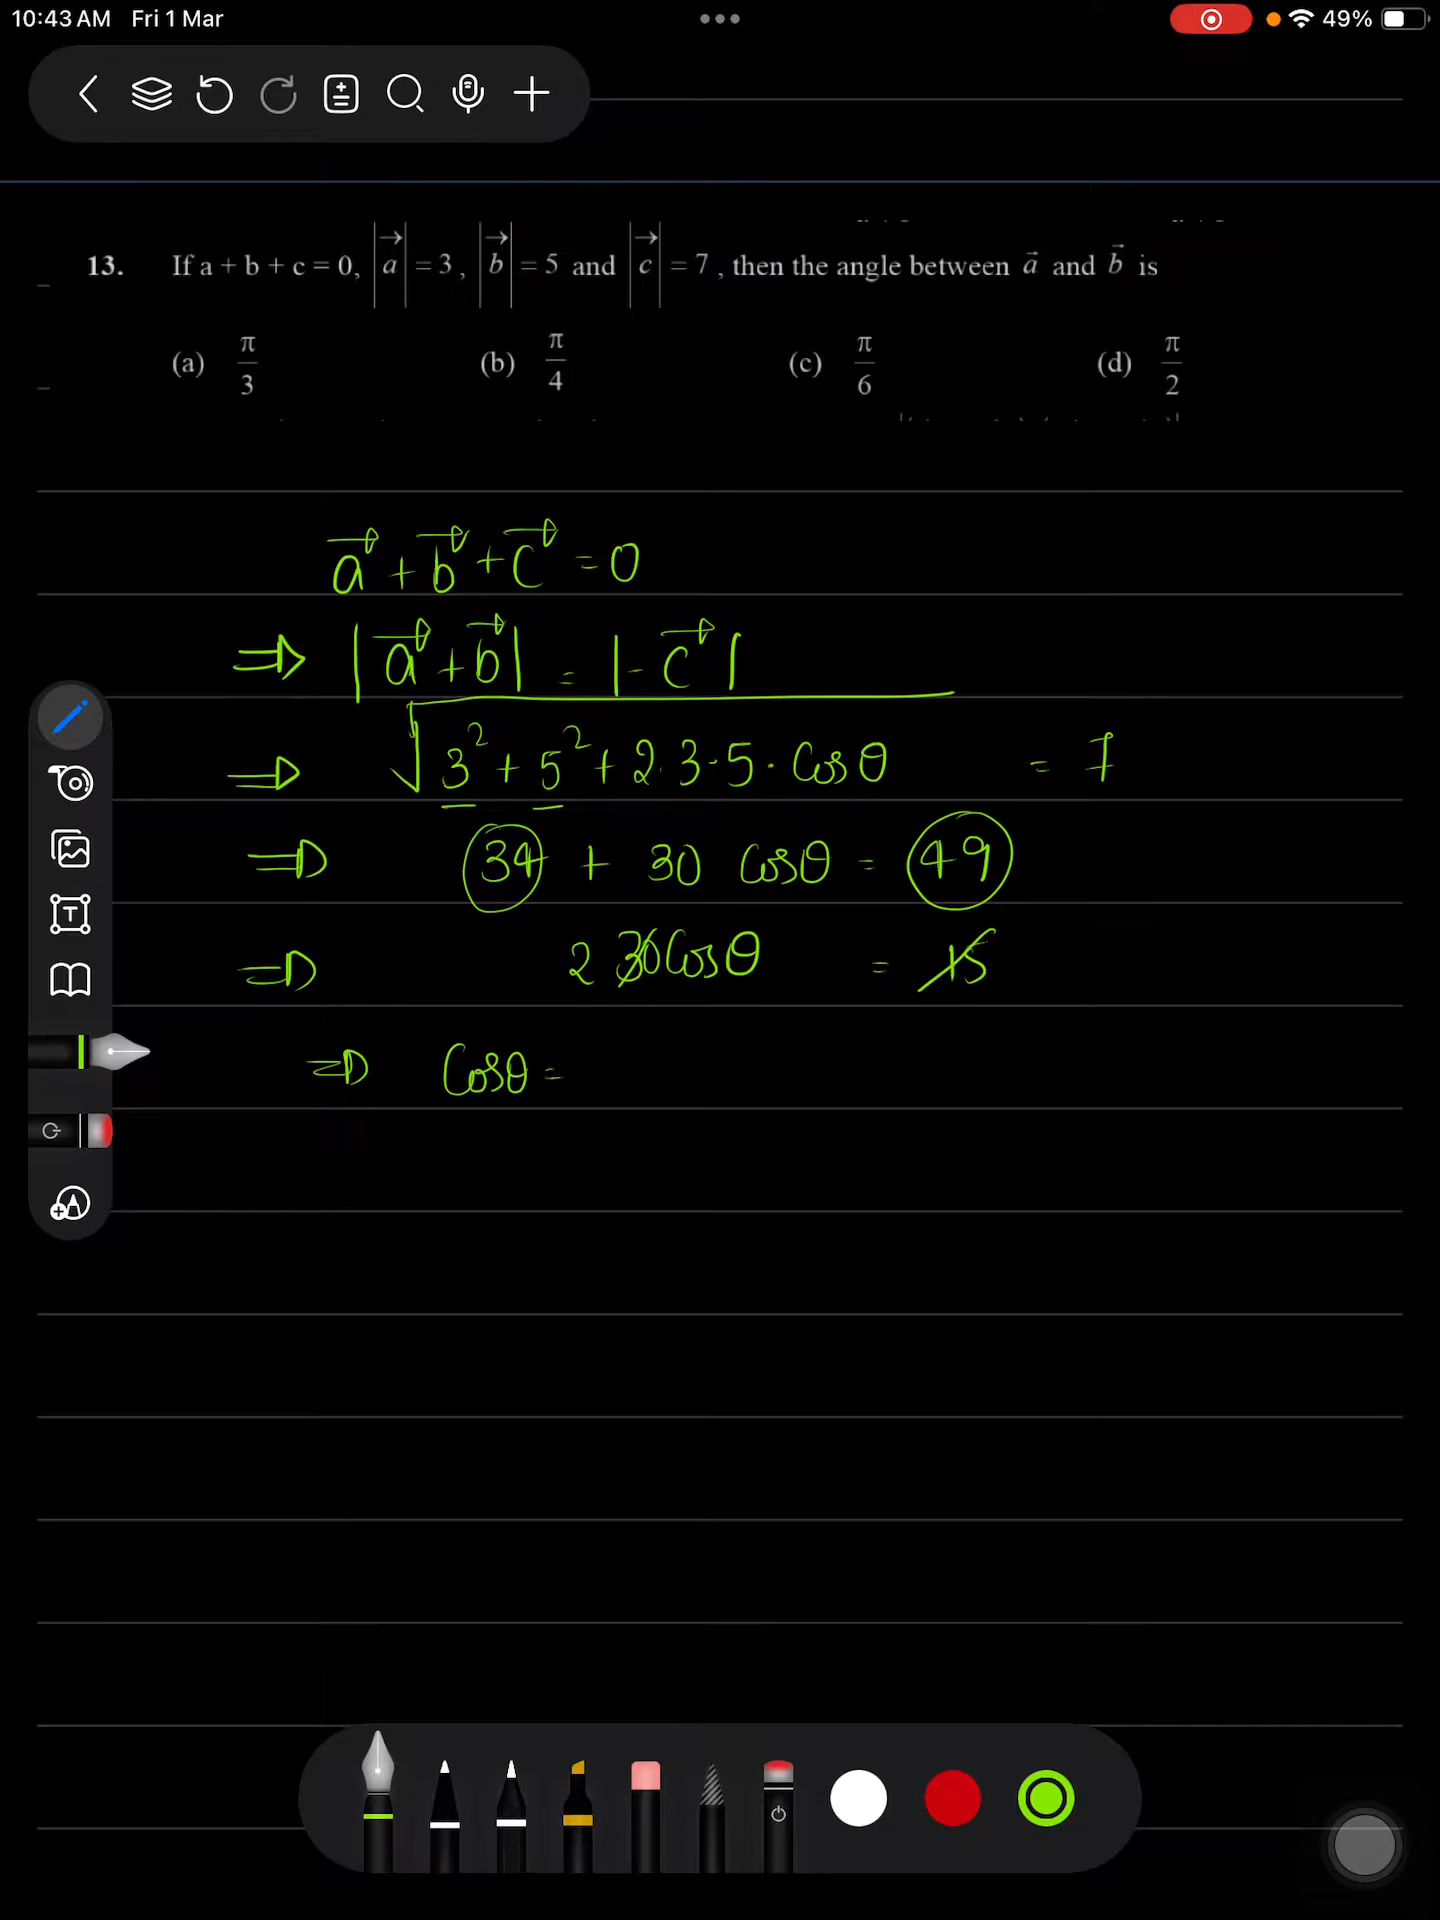 10:43 AM Fri 1 Mar
49%
13. If a + b + c = 0, |a⃗| = 3, |b⃗| = 5 and |c⃗| = 7, then the angle between a⃗ and b⃗ is
(a) π/3 (b) π/4 (c) π/6 (d) π/2
a⃗ + b⃗ + c⃗ = 0
⇒ |a⃗ + b⃗| = |-c⃗|
⇒ √(3² + 5² + 2·3·5·Cosθ) = 7
⇒ 34 + 30 Cosθ = 49
⇒ 2 30Cosθ = 15
⇒ Cosθ =